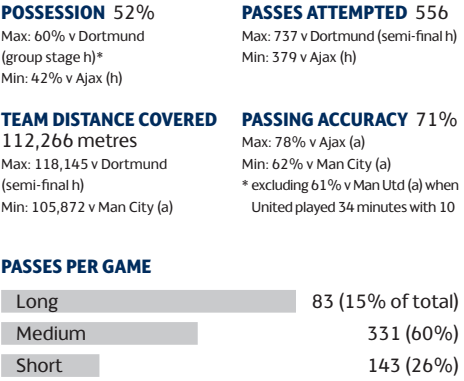 POSSESSION 52%
Max: 60% v Dortmund
(group stage h)*
Min: 42% v Ajax (h)
PASSES ATTEMPTED 556
Max: 737 v Dortmund (semi-final h)
Min: 379 v Ajax (h)
TEAM DISTANCE COVERED
112,266 metres
Max: 118,145 v Dortmund
(semi-final h)
Min: 105,872 v Man City (a)
PASSING ACCURACY 71%
Max: 78% v Ajax (a)
Min: 62% v Man City (a)
* excluding 61% v Man Utd (a) when
United played 34 minutes with 10
PASSES PER GAME
Long 83 (15% of total)
Medium 331 (60%)
Short 143 (26%)